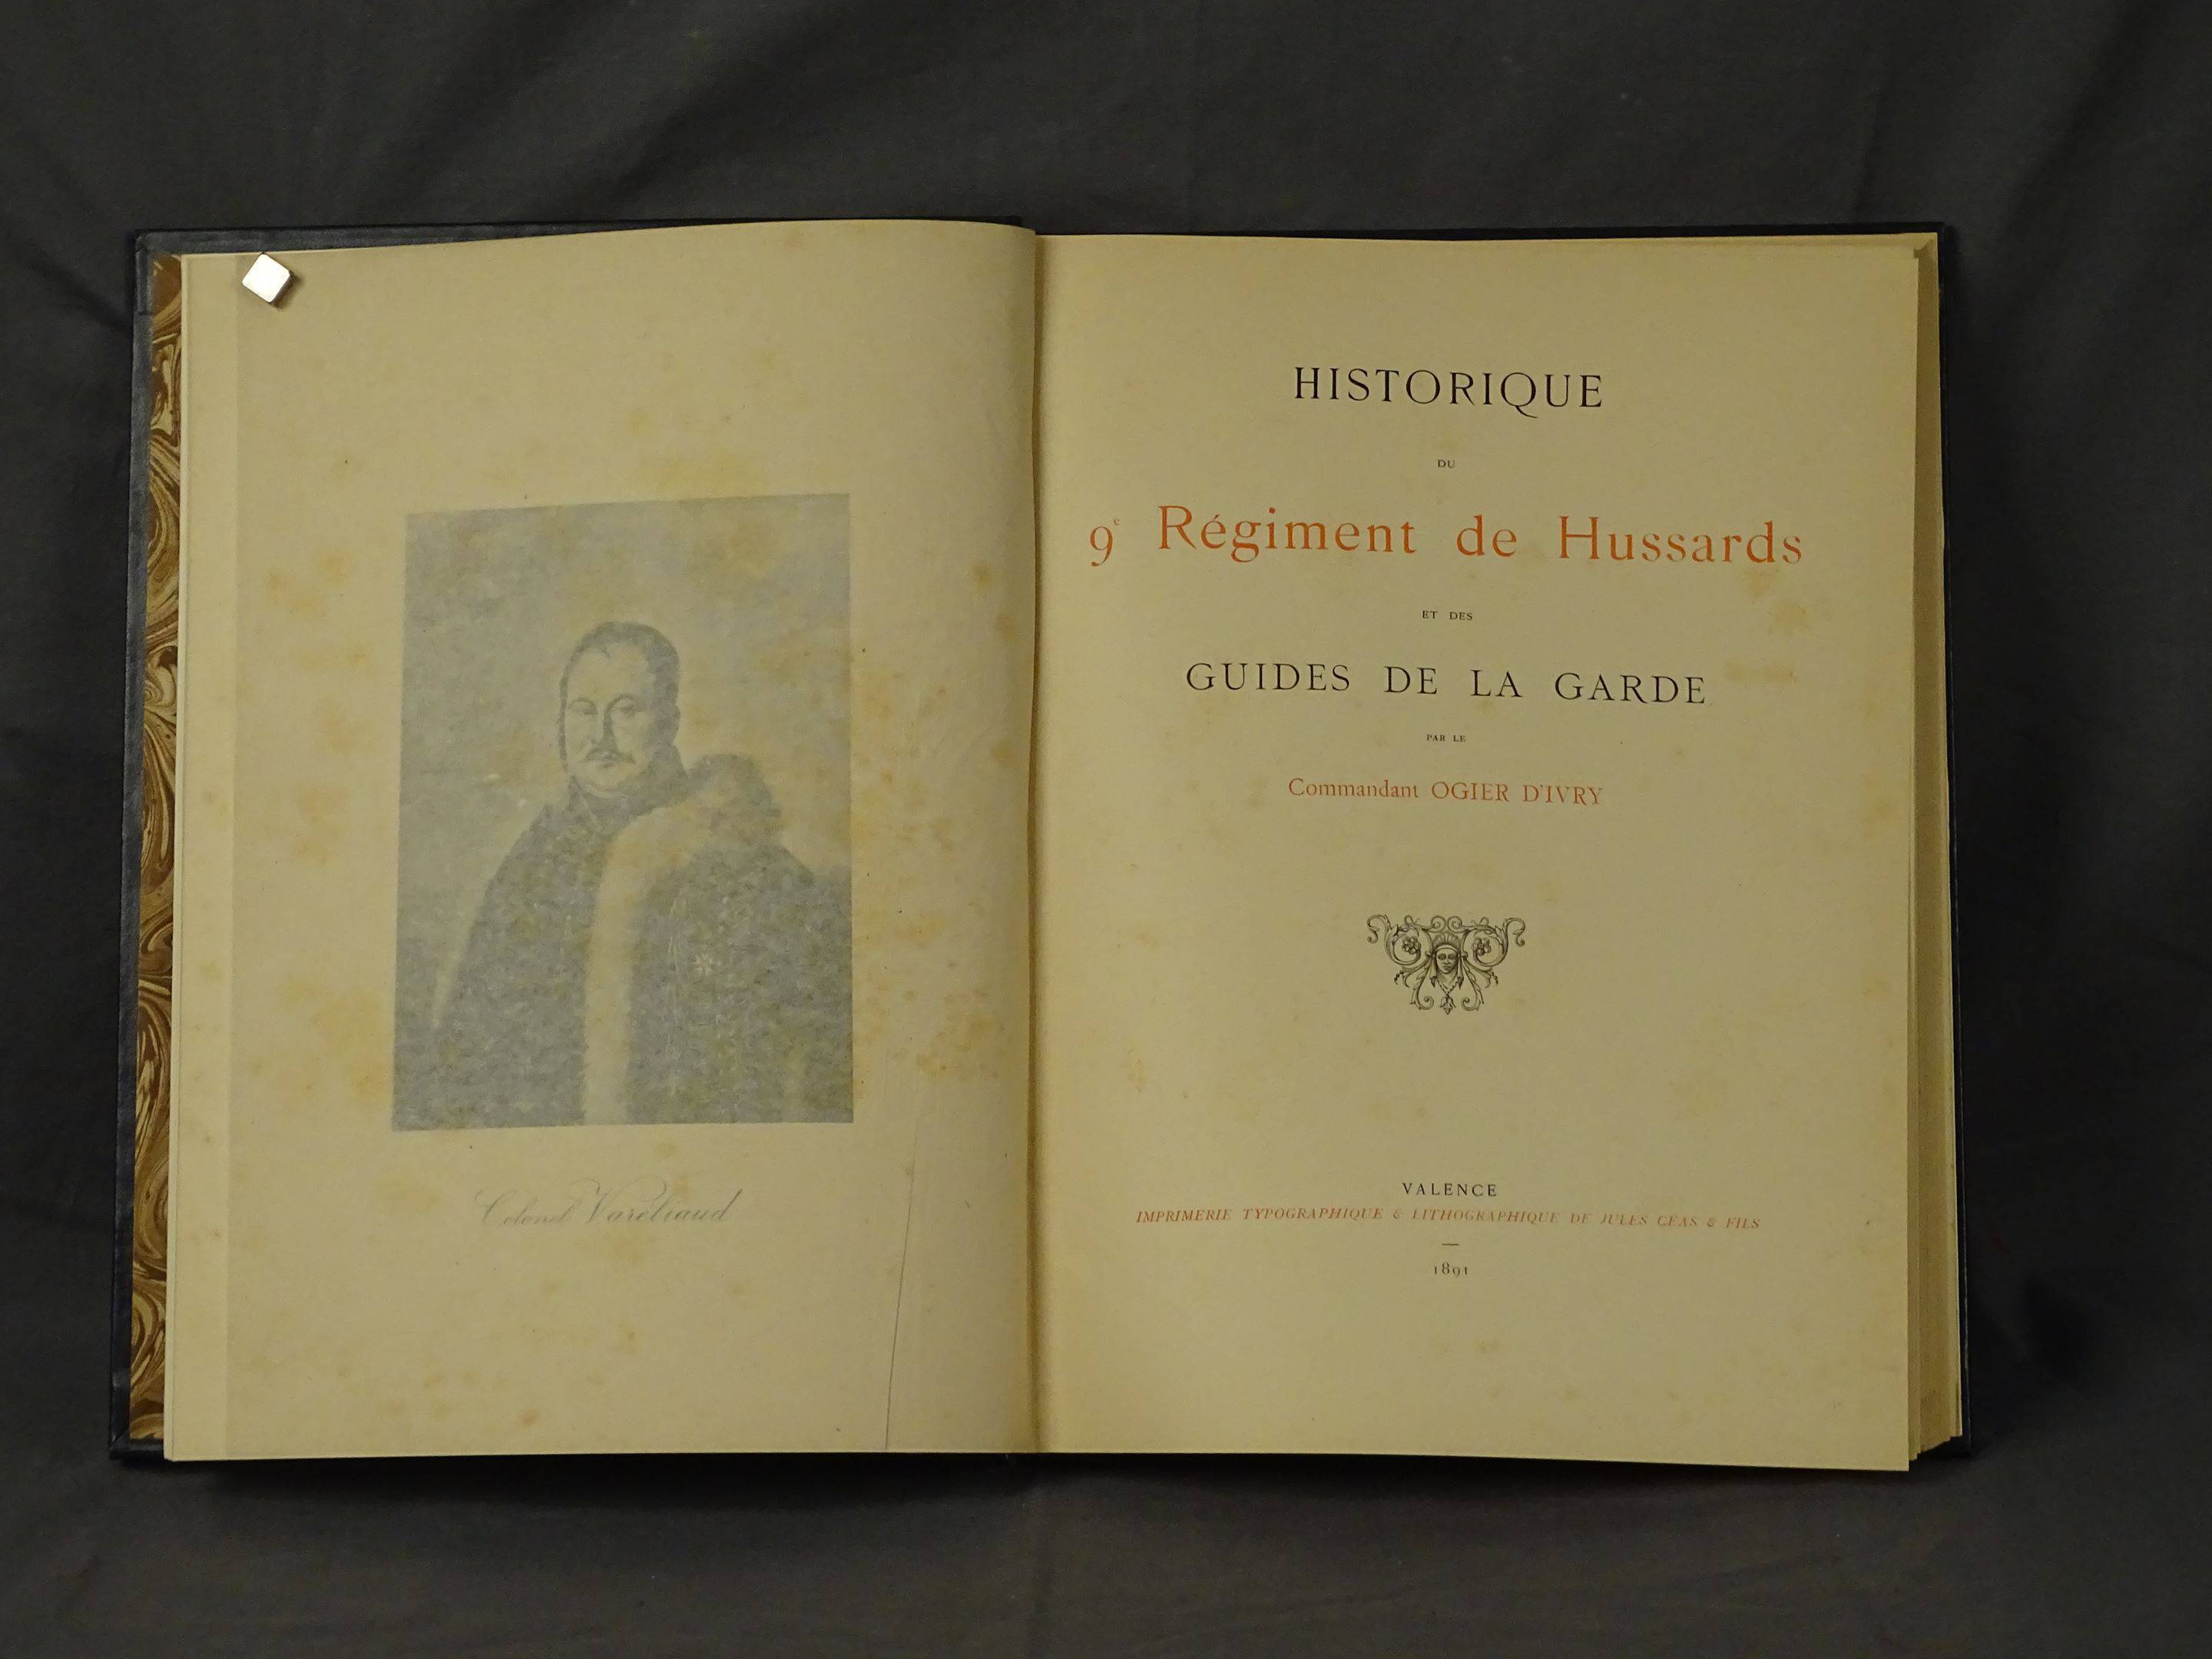 Colonel Varéliaud
HISTORIQUE
DU
9e Régiment de Hussards
ET DES
GUIDES DE LA GARDE
PAR LE
Commandant OGIER D'IVRY
VALENCE
IMPRIMERIE TYPOGRAPHIQUE & LITHOGRAPHIQUE DE JULES CÉAS & FILS
1891